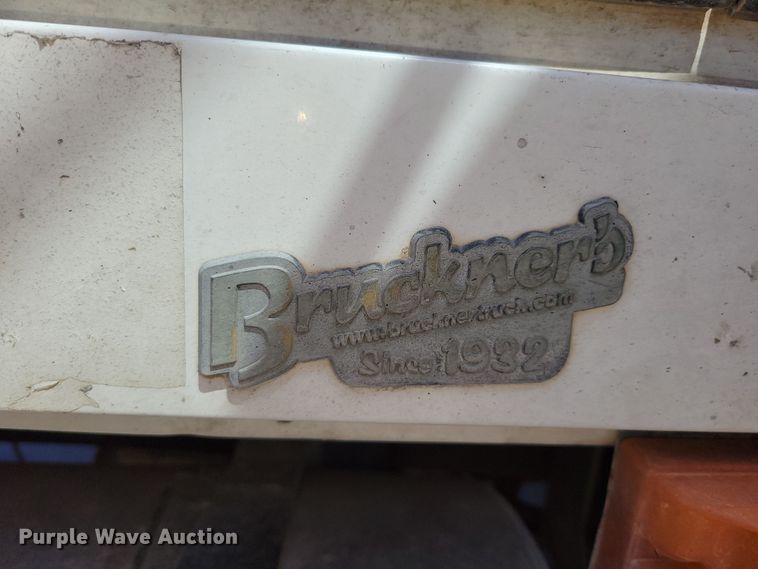 Bruckner's
www.brucknertruck.com
Since 1932
Purple Wave Auction